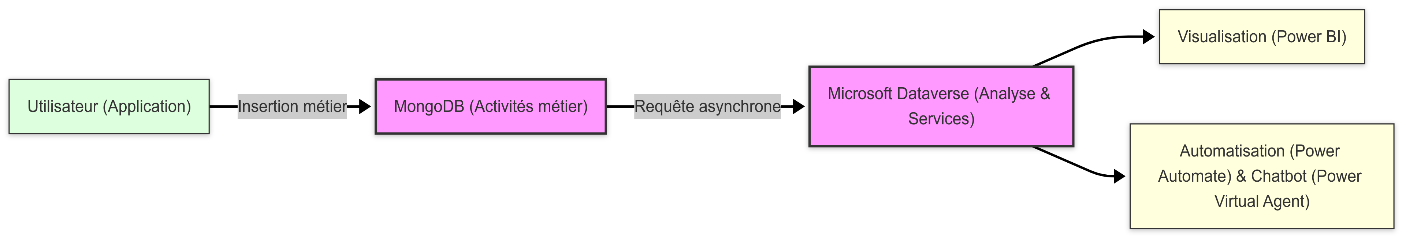 Utilisateur (Application)
Insertion métier
MongoDB (Activités métier)
Requête asynchrone
Microsoft Dataverse (Analyse &
Services)
Visualisation (Power BI)
Automatisation (Power
Automate) & Chatbot (Power
Virtual Agent)